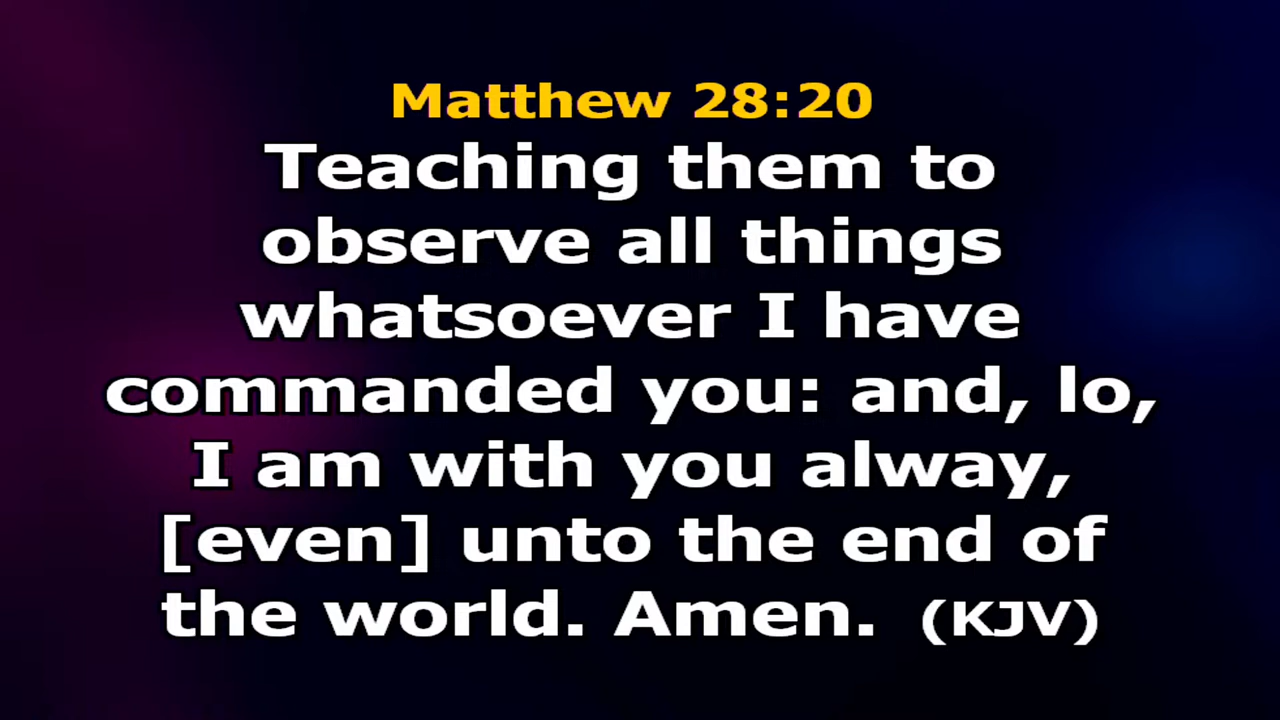 Matthew 28:20
Teaching them to
observe all things
whatsoever I have
commanded you: and, lo,
I am with you alway,
[even] unto the end of
the world. Amen. (KJV)